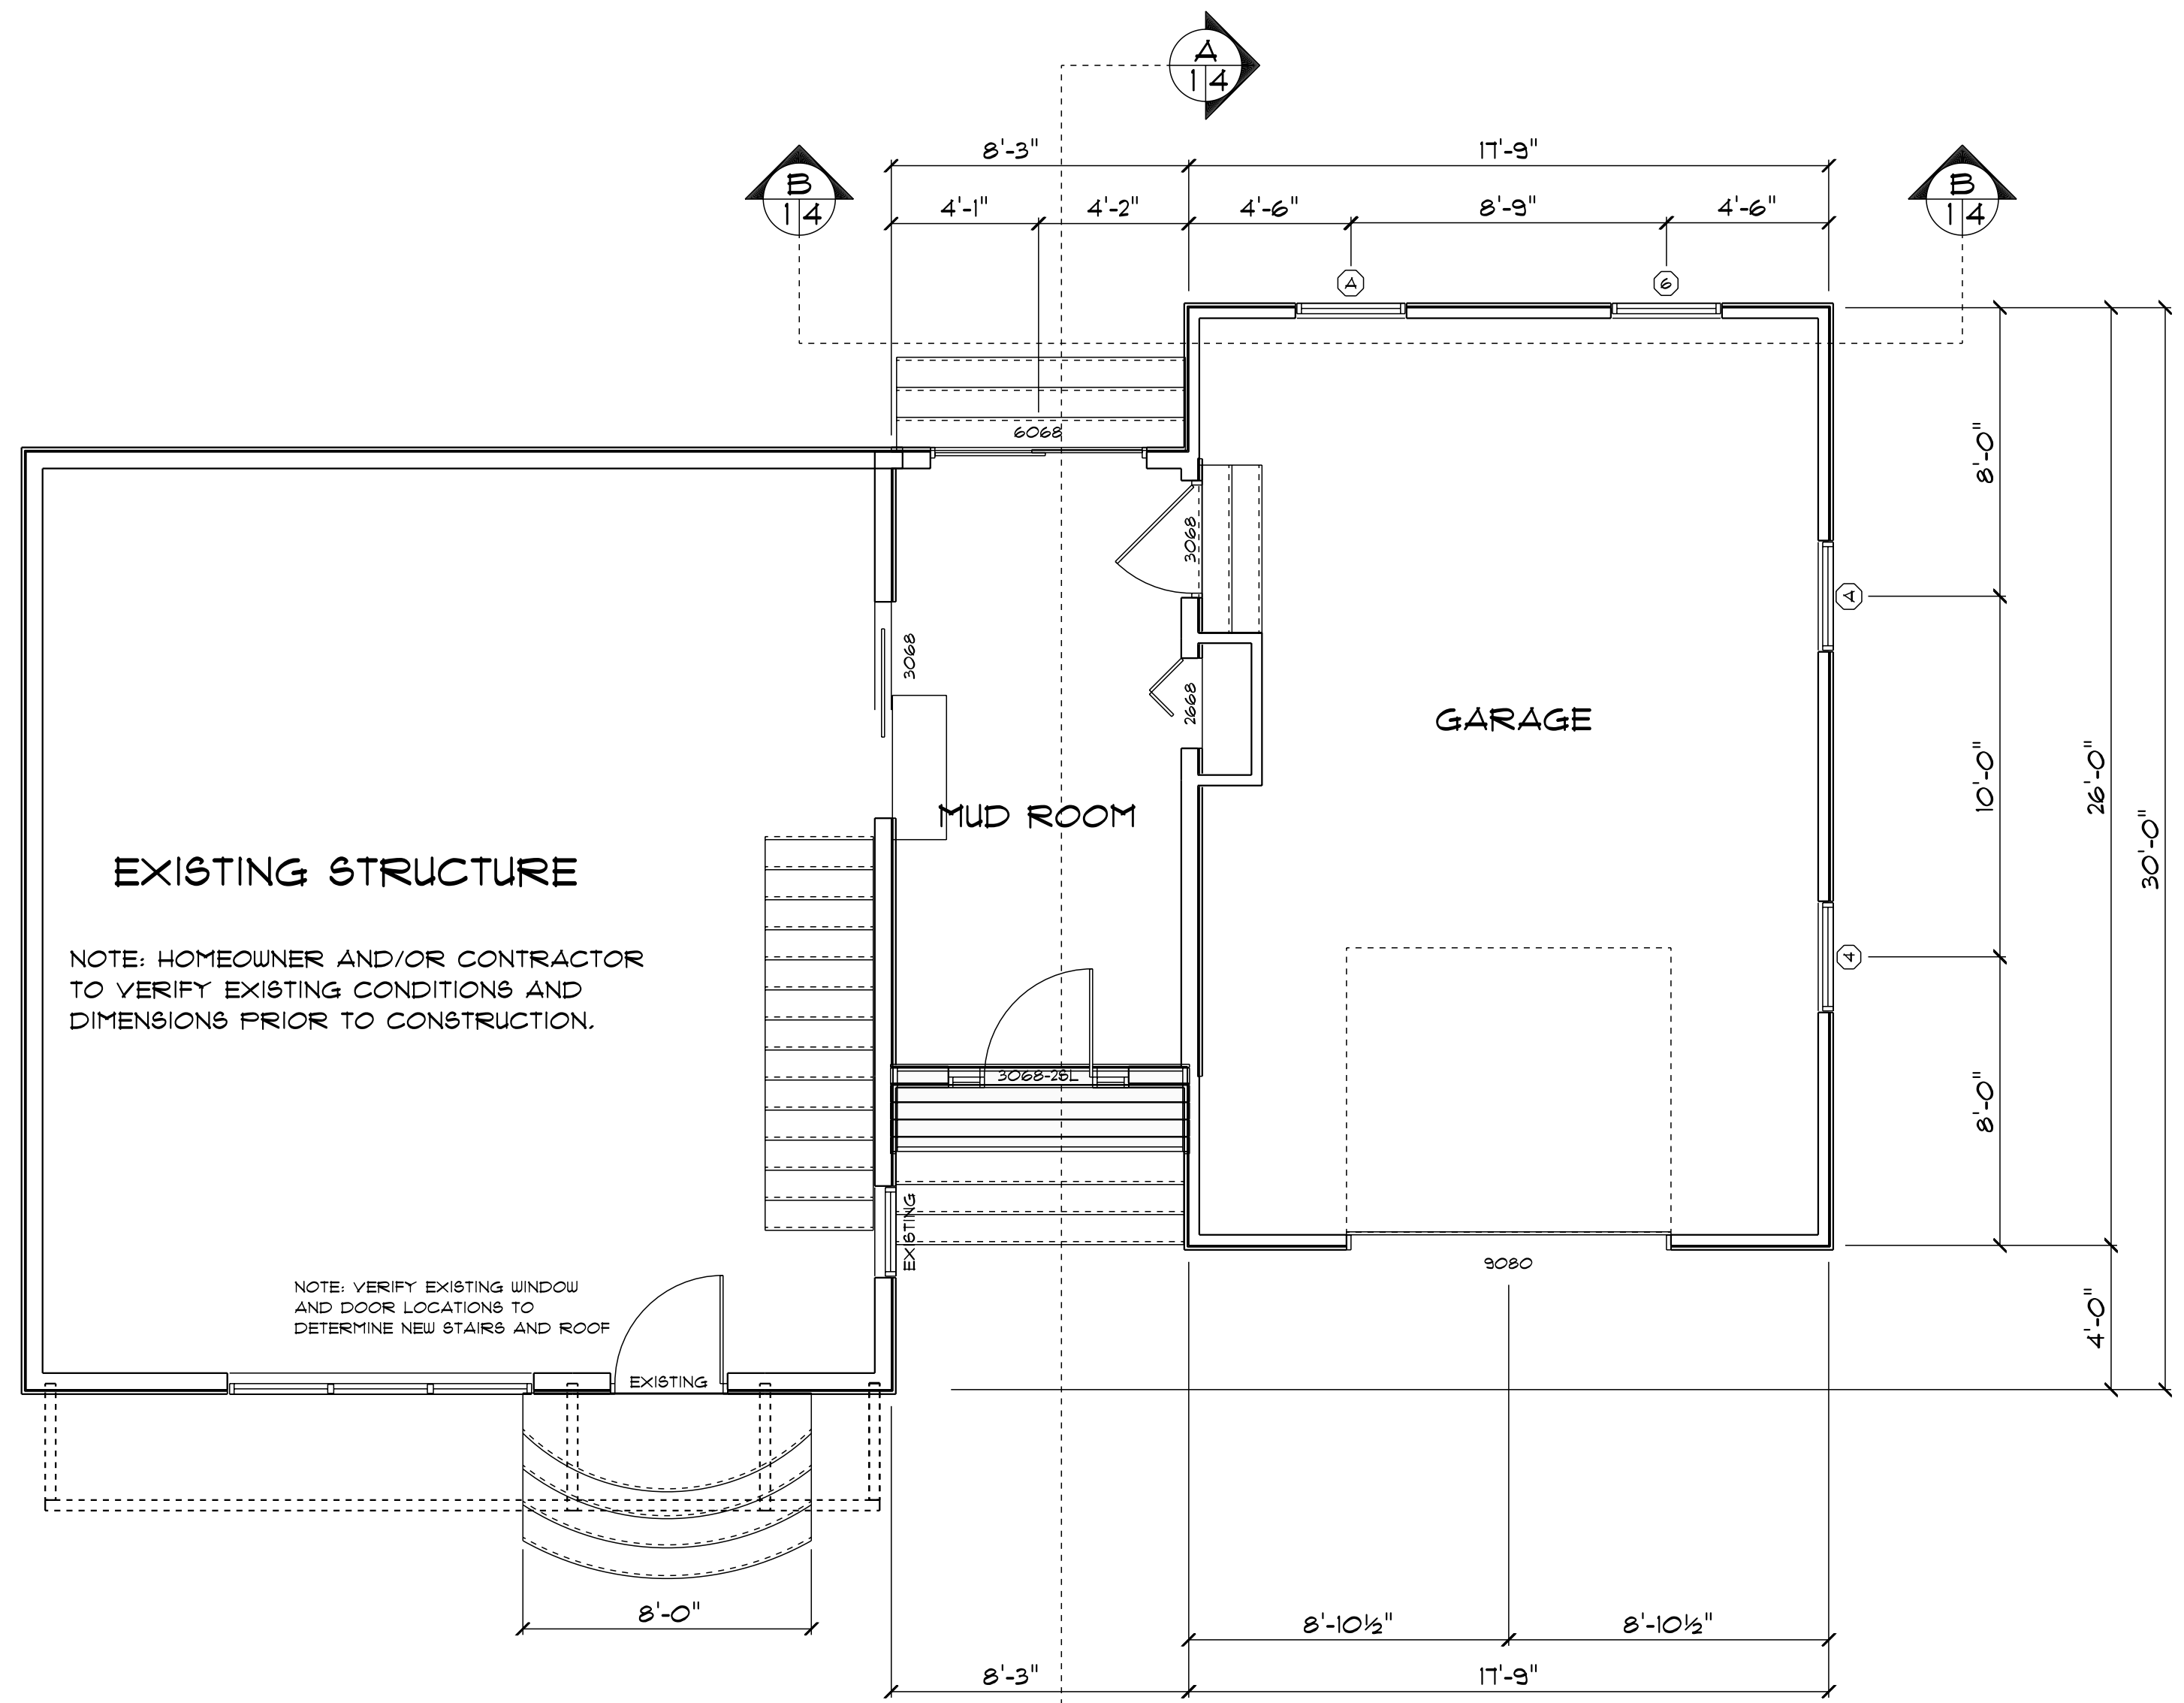 A
14
8'-3"
17'-9"
B
14
B
14
4'-1"
4'-2"
4'-6"
8'-9"
4'-6"
A
6
6068
8'-0"
3068
A
3068
2668
GARAGE
10'-0"
26'-0"
30'-0"
MUD ROOM
EXISTING STRUCTURE
NOTE: HOMEOWNER AND/OR CONTRACTOR
TO VERIFY EXISTING CONDITIONS AND
DIMENSIONS PRIOR TO CONSTRUCTION.
4
3068-2SL
8'-0"
EXISTING
9080
NOTE: VERIFY EXISTING WINDOW
AND DOOR LOCATIONS TO
DETERMINE NEW STAIRS AND ROOF
4'-0"
EXISTING
8'-0"
8'-10½"
8'-10½"
8'-3"
17'-9"